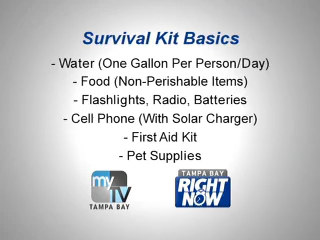 Survival Kit Basics
- Water (One Gallon Per Person/Day)
- Food (Non-Perishable Items)
- Flashlights, Radio, Batteries
- Cell Phone (With Solar Charger)
- First Aid Kit
- Pet Supplies
my
TV
TAMPA BAY
TAMPA BAY
RIGHT
NOW